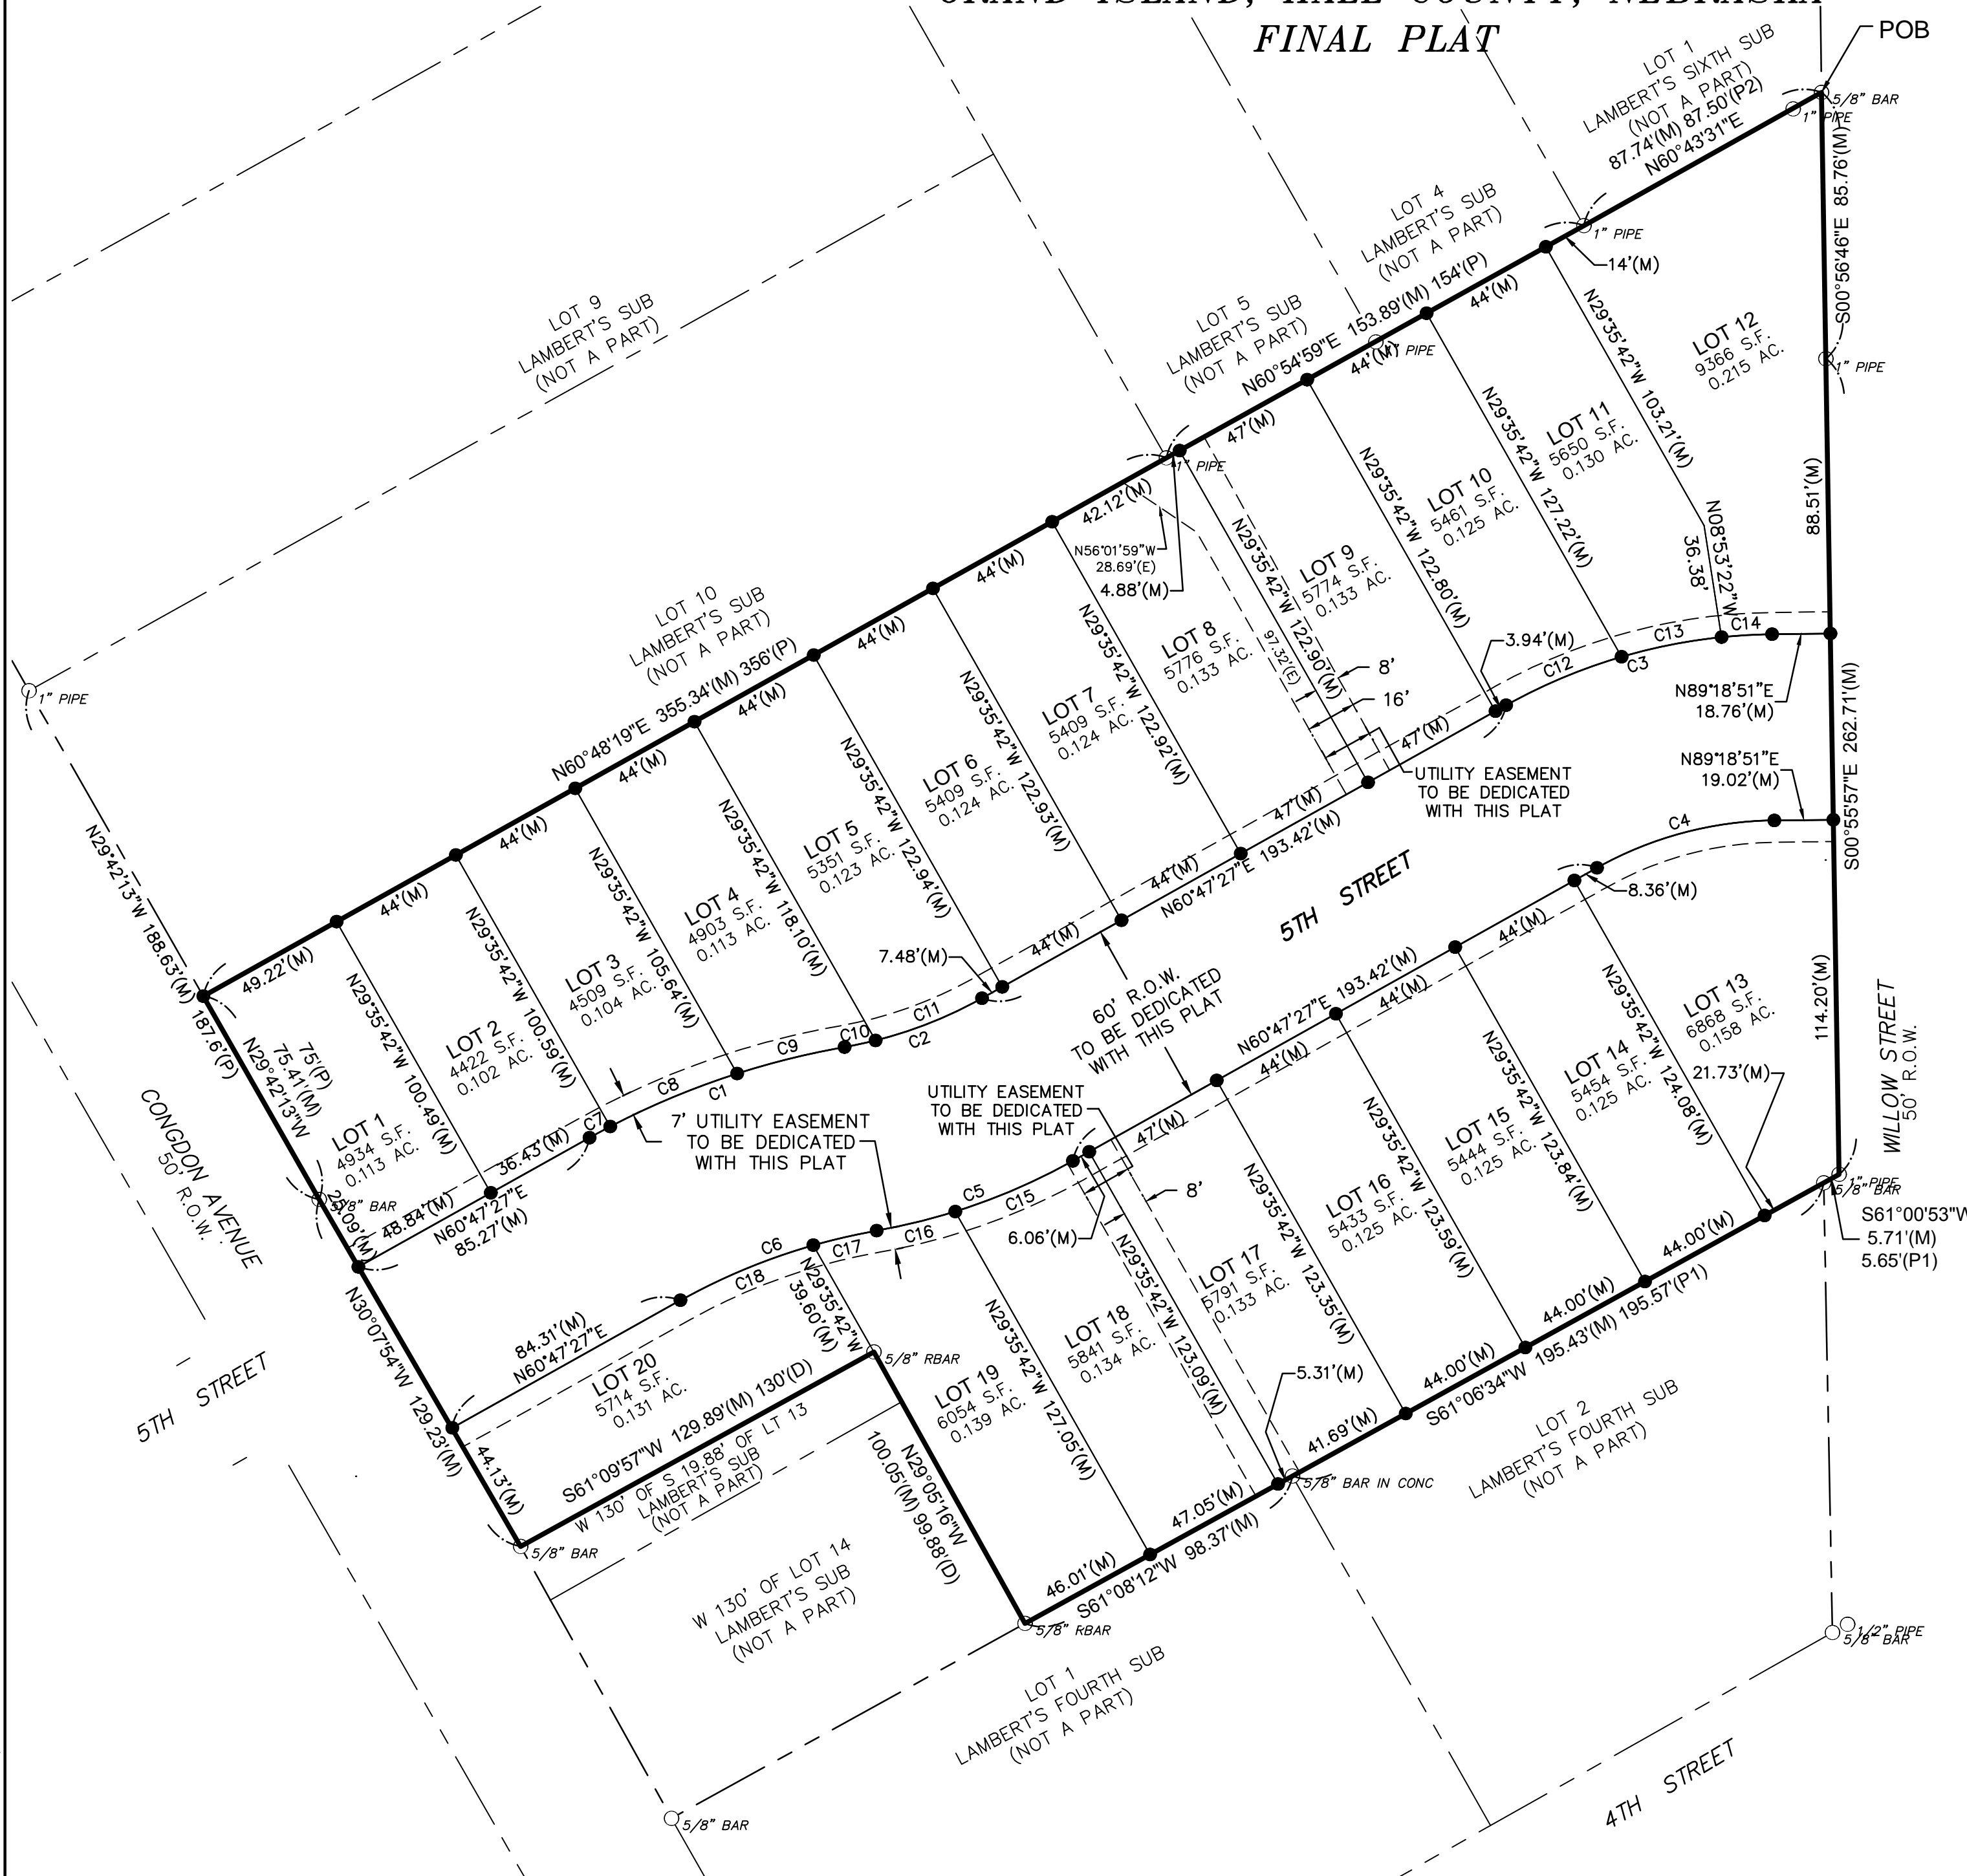 GRAND ISLAND, HALL COUNTY, NEBRASKA
FINAL PLAT
POB
5/8" BAR
1" PIPE
LOT 1
LAMBERT'S SIXTH SUB
(NOT A PART)
87.74'(M) 87.50'(P2)
N60°43'31"E
S00°56'46"E 85.76'(M)
1" PIPE
14'(M)
LOT 4
LAMBERT'S SUB
(NOT A PART)
LOT 5
LAMBERT'S SUB
(NOT A PART)
N60°54'59"E 153.89'(M) 154'(P)
44'(M)
44'(M)
1" PIPE
47'(M)
LOT 9
LAMBERT'S SUB
(NOT A PART)
LOT 12
9366 S.F.
0.215 AC.
1" PIPE
N29°35'42"W 103.21'(M)
N08°53'22"W
36.38'
88.51'(M)
LOT 11
5650 S.F.
0.130 AC.
N29°35'42"W 127.22'(M)
LOT 10
5461 S.F.
0.125 AC.
N29°35'42"W 122.80'(M)
LOT 9
5774 S.F.
0.133 AC.
N29°35'42"W 122.90'(M)
97.32'(E)
1" PIPE
42.12'(M)
N56°01'59"W
28.69'(E)
4.88'(M)
LOT 8
5776 S.F.
0.133 AC.
8'
16'
3.94'(M)
C12
C3
C13
C14
N89°18'51"E
18.76'(M)
N89°18'51"E
19.02'(M)
S00°55'57"E 262.71'(M)
UTILITY EASEMENT
TO BE DEDICATED
WITH THIS PLAT
47'(M)
47'(M)
N60°47'27"E 193.42'(M)
44'(M)
44'(M)
LOT 10
LAMBERT'S SUB
(NOT A PART)
N60°48'19"E 355.34'(M) 356'(P)
44'(M)
44'(M)
44'(M)
44'(M)
44'(M)
44'(M)
49.22'(M)
N29°35'42"W 122.92'(M)
LOT 7
5409 S.F.
0.124 AC.
N29°35'42"W 122.93'(M)
LOT 6
5409 S.F.
0.124 AC.
N29°35'42"W 122.94'(M)
LOT 5
5351 S.F.
0.123 AC.
N29°35'42"W 118.10'(M)
LOT 4
4903 S.F.
0.113 AC.
N29°35'42"W 105.64'(M)
LOT 3
4509 S.F.
0.104 AC.
N29°35'42"W 100.59'(M)
LOT 2
4422 S.F.
0.102 AC.
N29°35'42"W 100.49'(M)
LOT 1
4934 S.F.
0.113 AC.
1" PIPE
N29°42'13"W 188.63'(M)
187.6'(P)
75'(P)
75.41'(M)
N29°42'13"W
5/8" BAR
CONGDON AVENUE
50' R.O.W.
48.84'(M)
36.43'(M)
N60°47'27"E
85.27'(M)
C7
C8
C1
C9
C10
C2
C11
7.48'(M)
7' UTILITY EASEMENT
TO BE DEDICATED
WITH THIS PLAT
5TH STREET
60' R.O.W.
TO BE DEDICATED
WITH THIS PLAT
UTILITY EASEMENT
TO BE DEDICATED
WITH THIS PLAT
C4
8.36'(M)
44'(M)
N60°47'27"E 193.42'(M)
44'(M)
44'(M)
47'(M)
LOT 13
6868 S.F.
0.158 AC.
21.73'(M)
114.20'(M)
WILLOW STREET
50' R.O.W.
1" PIPE
5/8" BAR
S61°00'53"W
5.71'(M)
5.65'(P1)
N29°35'42"W 124.08'(M)
LOT 14
5454 S.F.
0.125 AC.
N29°35'42"W 123.84'(M)
LOT 15
5444 S.F.
0.125 AC.
N29°35'42"W 123.59'(M)
LOT 16
5433 S.F.
0.125 AC.
N29°35'42"W 123.35'(M)
LOT 17
5791 S.F.
0.133 AC.
8'
6.06'(M)
N29°35'42"W 123.09'(M)
LOT 18
5841 S.F.
0.134 AC.
N29°35'42"W 127.05'(M)
LOT 19
6054 S.F.
0.139 AC.
C5
C15
C16
C17
C6
C18
N29°35'42"W
39.60'(M)
5/8" RBAR
84.31'(M)
N60°47'27"E
LOT 20
5714 S.F.
0.131 AC.
S61°09'57"W 129.89'(M) 130'(D)
W 130' OF S 19.88' OF LT 13
LAMBERT'S SUB
(NOT A PART)
N30°07'54"W 129.23'(M)
44.13'(M)
5/8" BAR
5TH STREET
N29°05'16"W
100.05'(M) 99.88'(D)
W 130' OF LOT 14
LAMBERT'S SUB
(NOT A PART)
46.01'(M)
47.05'(M)
S61°08'12"W 98.37'(M)
5/8" RBAR
5.31'(M)
5/8" BAR IN CONC
41.69'(M)
44.00'(M)
44.00'(M)
44.00'(M)
S61°06'34"W 195.43'(M) 195.57'(P1)
LOT 2
LAMBERT'S FOURTH SUB
(NOT A PART)
LOT 1
LAMBERT'S FOURTH SUB
(NOT A PART)
5/8" BAR
1/2" PIPE
5/8" BAR
4TH STREET